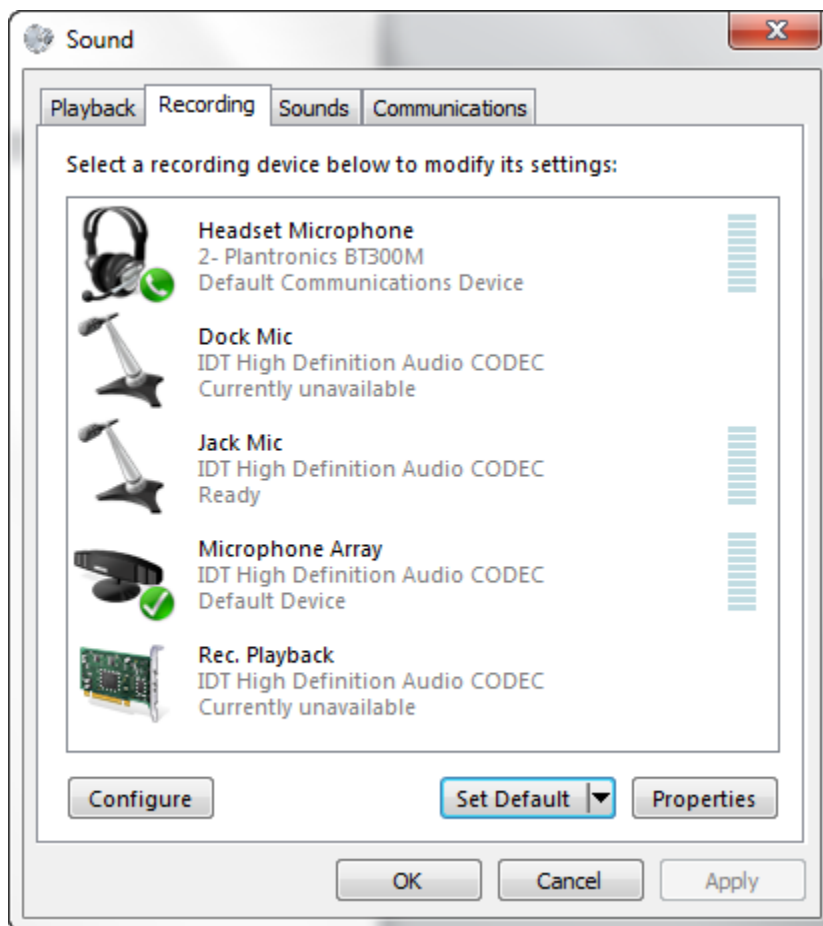 Sound
Playback Recording Sounds Communications
Select a recording device below to modify its settings:
Headset Microphone
2- Plantronics BT300M
Default Communications Device
Dock Mic
IDT High Definition Audio CODEC
Currently unavailable
Jack Mic
IDT High Definition Audio CODEC
Ready
Microphone Array
IDT High Definition Audio CODEC
Default Device
Rec. Playback
IDT High Definition Audio CODEC
Currently unavailable
Configure Set Default Properties
OK Cancel Apply